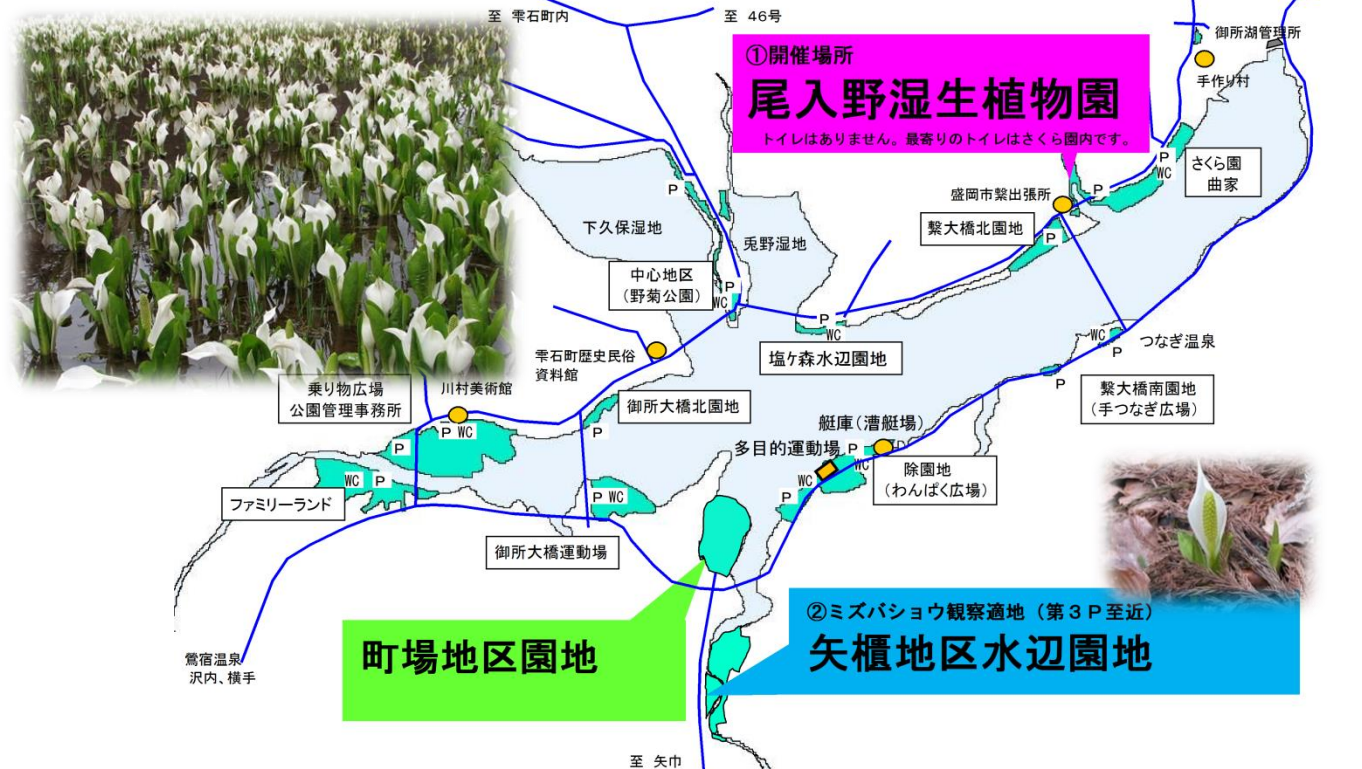 至 雫石町内
至 46号
御所湖管理所
手作り村
①開催場所
尾入野湿生植物園
トイレはありません。最寄りのトイレはさくら園内です。
P
WC
さくら園
曲家
盛岡市繋出張所
P
繋大橋北園地
P
P
下久保湿地
兎野湿地
中心地区
(野菊公園)
P
WC
P
WC
塩ケ森水辺園地
WC
P
つなぎ温泉
雫石町歴史民俗
資料館
P
繋大橋南園地
(手つなぎ広場)
乗り物広場
公園管理事務所
川村美術館
御所大橋北園地
P
P WC
P
艇庫(漕艇場)
多目的運動場
P
WC
WC
P
除園地
(わんぱく広場)
WC P
ファミリーランド
P WC
御所大橋運動場
②ミズバショウ観察適地(第3P至近)
矢櫃地区水辺園地
町場地区園地
鶯宿温泉
沢内、横手
至 矢巾